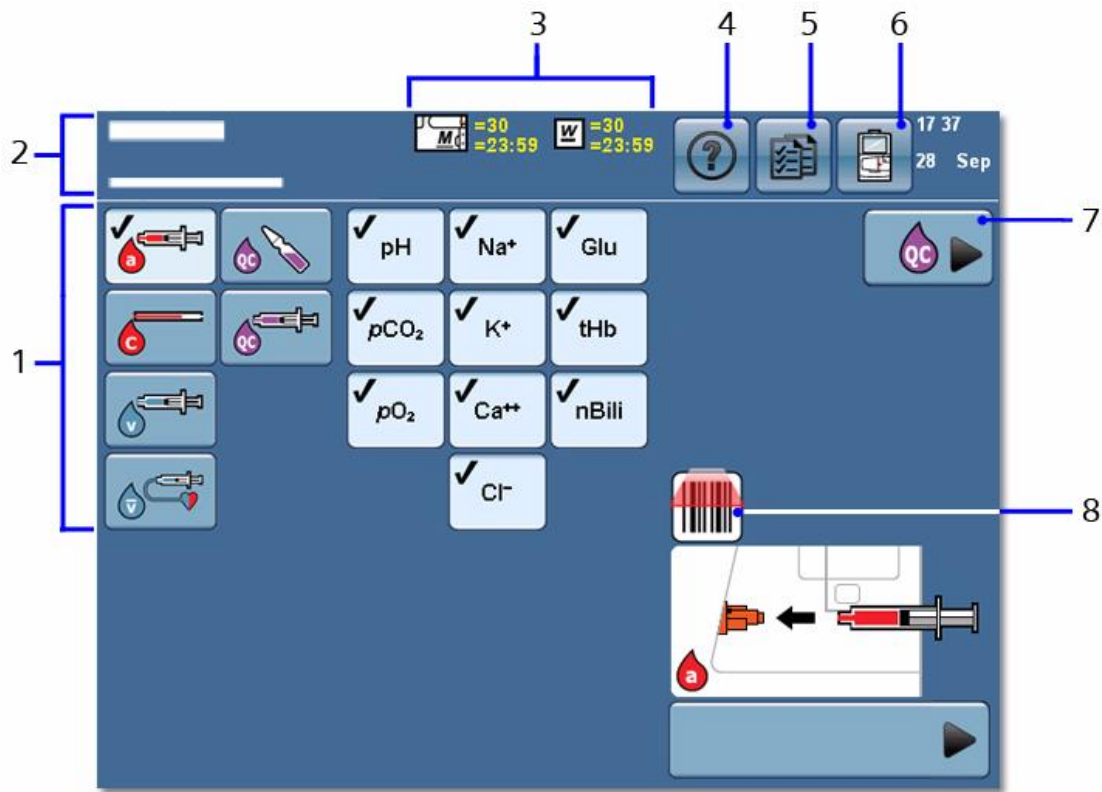 3
4
5
6
M =30
=23:59
W =30
=23:59
17 37
28 Sep
2
1
7
8
a
QC
pH
Na⁺
Glu
QC
c
QC
pCO₂
K⁺
tHb
v
pO₂
Ca⁺⁺
nBili
v̅
Cl⁻
a